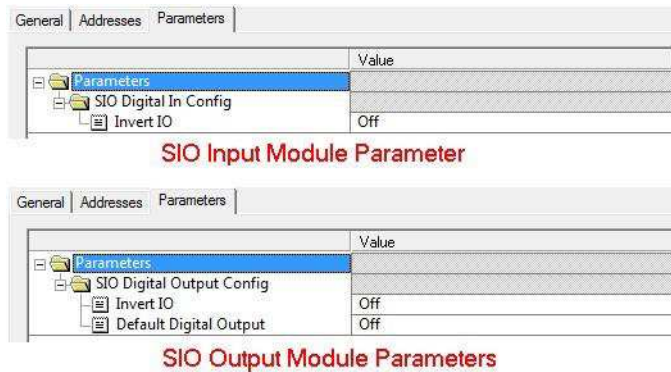 General Addresses Parameters
Value
Parameters
SIO Digital In Config
Invert IO Off
SIO Input Module Parameter
General Addresses Parameters
Value
Parameters
SIO Digital Output Config
Invert IO Off
Default Digital Output Off
SIO Output Module Parameters